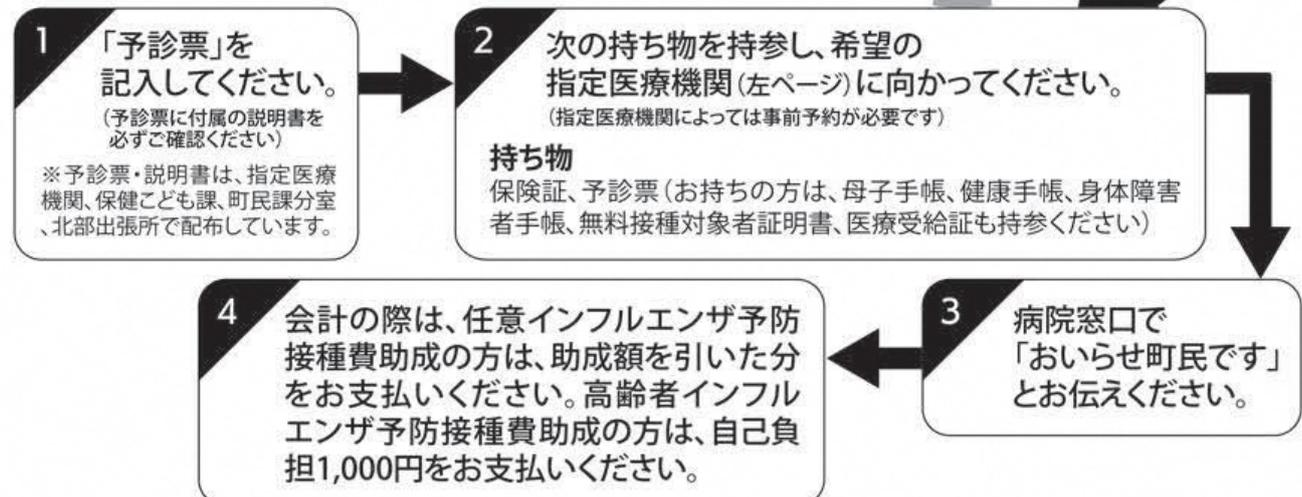 1
「予診票」を
記入してください。
（予診票に付属の説明書を
必ずご確認ください）
※予診票・説明書は、指定医療
機関、保健こども課、町民課分室
、北部出張所で配布しています。
2
次の持ち物を持参し、希望の
指定医療機関（左ページ）に向かってください。
（指定医療機関によっては事前予約が必要です）
持ち物
保険証、予診票（お持ちの方は、母子手帳、健康手帳、身体障害
者手帳、無料接種対象者証明書、医療受給証も持参ください）
3
病院窓口で
「おいらせ町民です」
とお伝えください。
4
会計の際は、任意インフルエンザ予防
接種費助成の方は、助成額を引いた分
をお支払いください。高齢者インフル
エンザ予防接種費助成の方は、自己負
担1,000円をお支払いください。